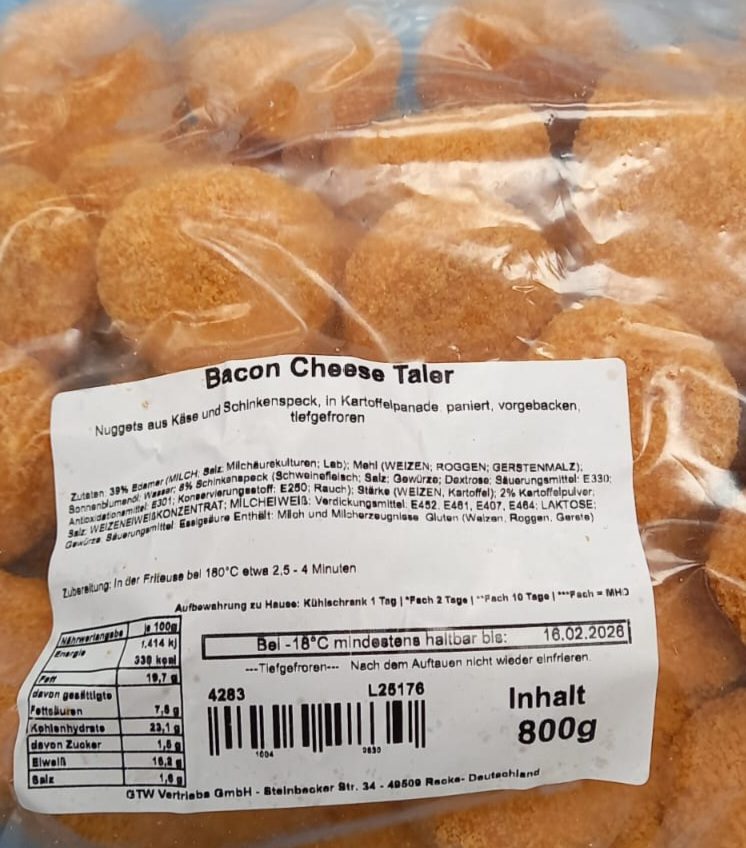 Bacon Cheese Taler
Nuggets aus Käse und Schinkenspeck, in Kartoffelpanade paniert, vorgebacken,
tiefgefroren
Zutaten: 39% Edamer (MILCH; Salz; Milchäurekulturen; Lab); Mehl (WEIZEN; ROGGEN; GERSTENMALZ);
Sonnenblumenöl; Wasser; 8% Schinkenspeck (Schweinefleisch; Salz; Gewürze; Dextrose; Säuerungsmittel: E330;
Antioxidationsmittel: E301; Konservierungsstoff: E250; Rauch); Stärke (WEIZEN, Kartoffel); 2% Kartoffelpulver;
Salz; WEIZENEIWEIßKONZENTRAT; MILCHEIWEIß; Verdickungsmittel: E452, E461, E407, E464; LAKTOSE;
Gewürze, Säuerungsmittel: Essigsäure Enthält: Milch und Milcherzeugnisse Gluten (Weizen, Roggen, Gerste)
Zubereitung: In der Friteuse bei 180°C etwa 2,5 - 4 Minuten
Aufbewahrung zu Hause: Kühlschrank 1 Tag | *Fach 2 Tage | **Fach 10 Tage | ***Fach = MHD
Bei -18°C mindestens haltbar bis: 16.02.2026
---Tiefgefroren--- Nach dem Auftauen nicht wieder einfrieren.
Nährwertangabe je 100g
Energie 1.414 kj
339 kcal
Fett 19,7 g
davon gesättigte
Fettsäuren 7,8 g
Kohlenhydrate 23,1 g
davon Zucker 1,5 g
Eiweiß 16,2 g
Salz 1,6 g
4283 L25176
1004 0630
Inhalt
800g
GTW Vertriebs GmbH - Steinbecker Str. 34 - 49509 Recke- Deutschland